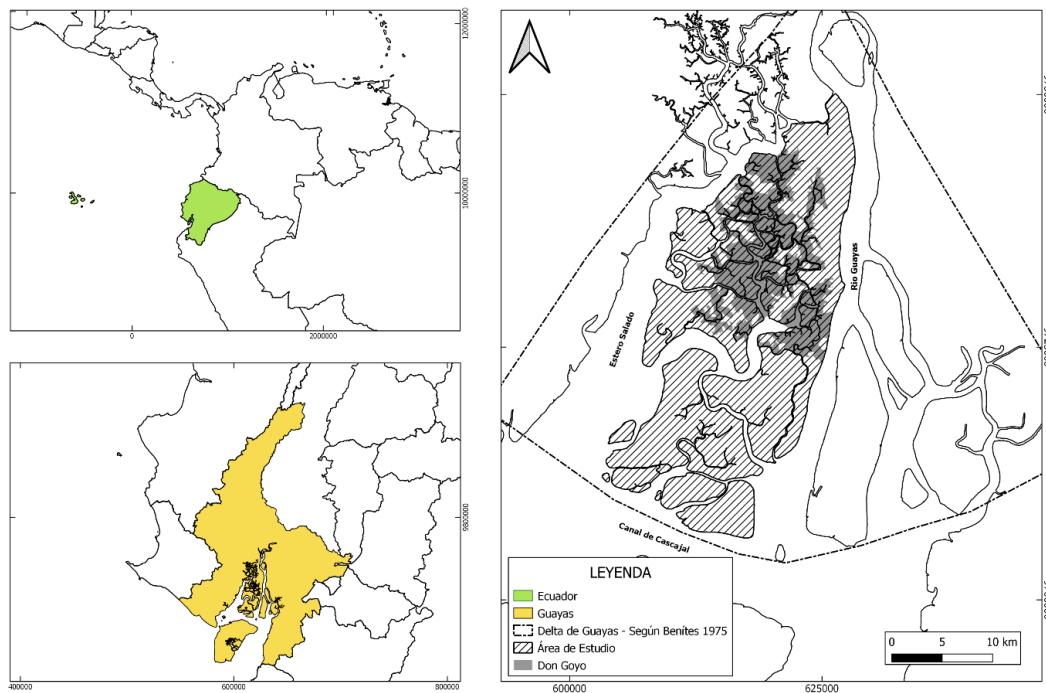 12000000
10000000
0
2000000
9800000
400000
600000
800000
Rio Guayas
Estero Salado
Canal de Cascajal
LEYENDA
Ecuador
Guayas
Delta de Guayas - Según Benítes 1975
Área de Estudio
Don Goyo
0 5 10 km
600000
625000